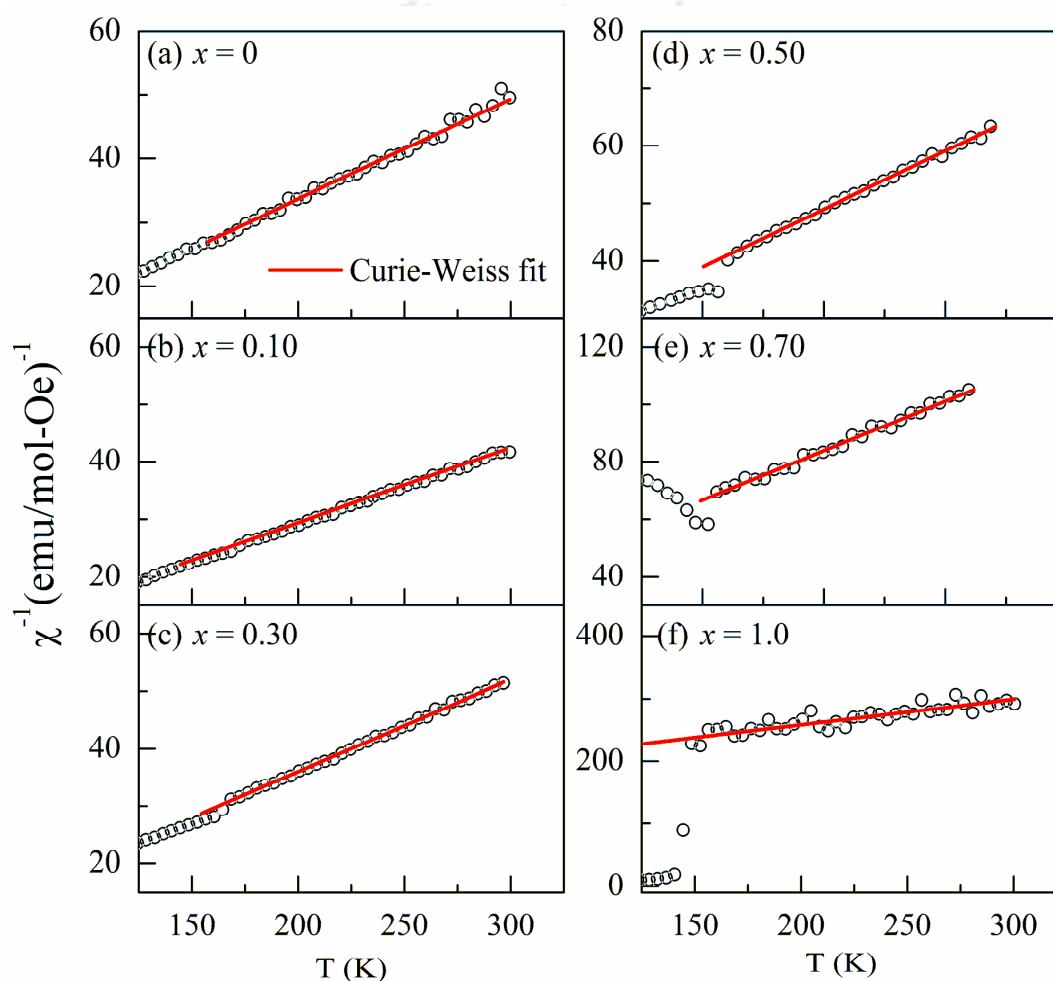 (a) x = 0
60
40
20
Curie-Weiss fit
(b) x = 0.10
60
40
20
(c) x = 0.30
60
40
20
150 200 250 300
T (K)
χ⁻¹(emu/mol-Oe)⁻¹
(d) x = 0.50
80
60
40
(e) x = 0.70
120
80
40
(f) x = 1.0
400
200
0
150 200 250 300
T (K)